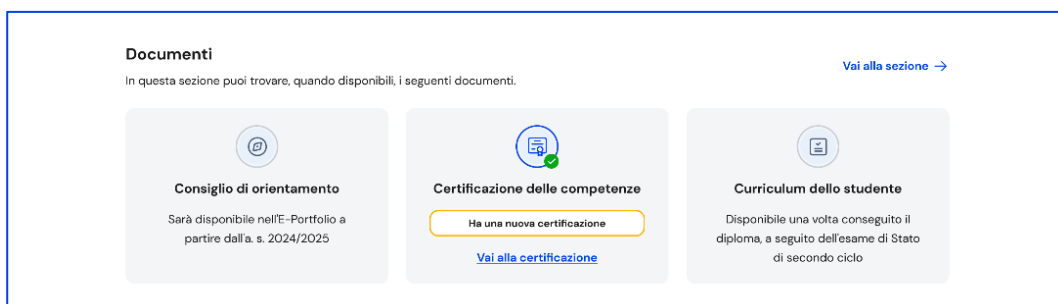 Documenti
In questa sezione puoi trovare, quando disponibili, i seguenti documenti.
Vai alla sezione →
Consiglio di orientamento
Sarà disponibile nell'E-Portfolio a
partire dall'a. s. 2024/2025
Certificazione delle competenze
Ha una nuova certificazione
Vai alla certificazione
Curriculum dello studente
Disponibile una volta conseguito il
diploma, a seguito dell'esame di Stato
di secondo ciclo